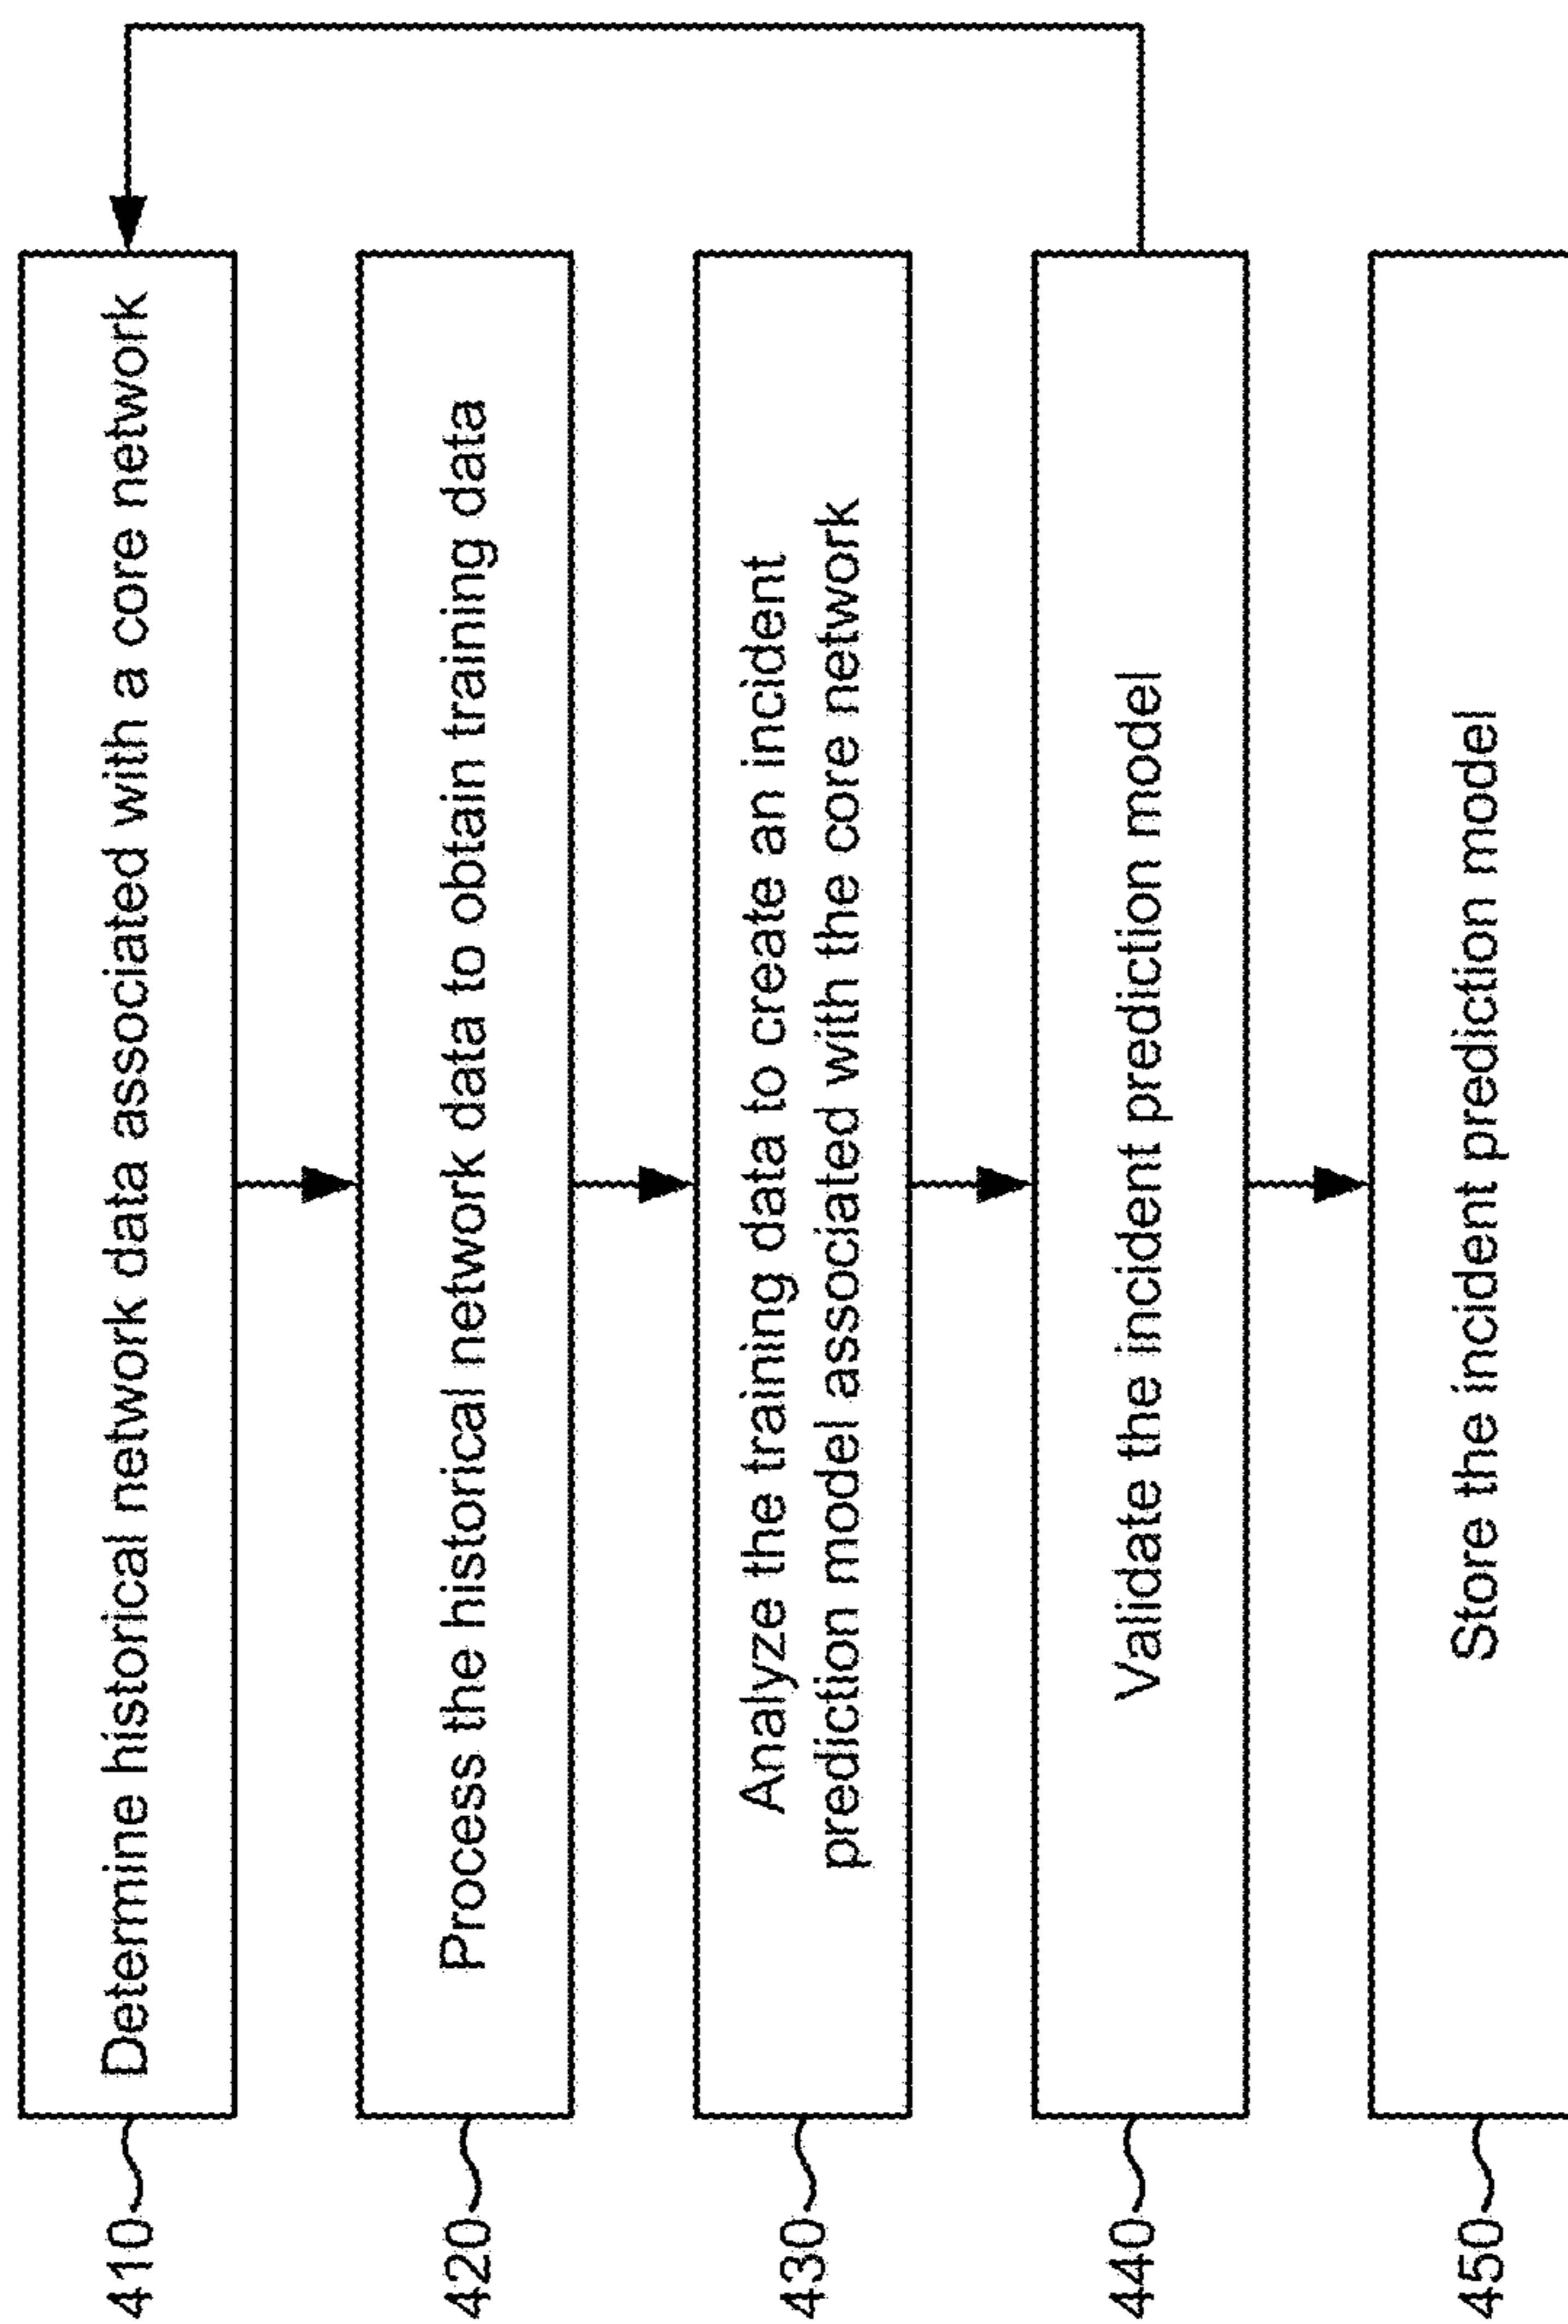 410
Determine historical network data associated with a core network
420
Process the historical network data to obtain training data
430
Analyze the training data to create an incident
prediction model associated with the core network
440
Validate the incident prediction model
450
Store the incident prediction model